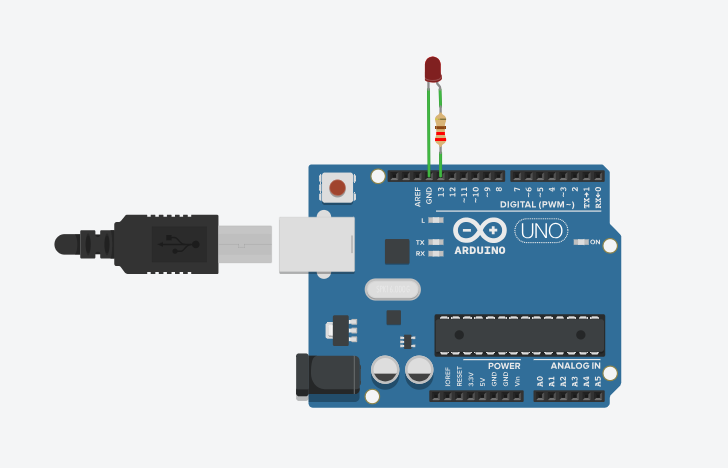 AREF
GND
13
12
~11
~10
~9
8
7
~6
~5
4
~3
2
TX→1
RX←0
DIGITAL (PWM~)
L
TX
RX
ARDUINO
UNO
ON
POWER
ANALOG IN
IOREF
RESET
3.3V
5V
GND
GND
Vin
A0
A1
A2
A3
A4
A5